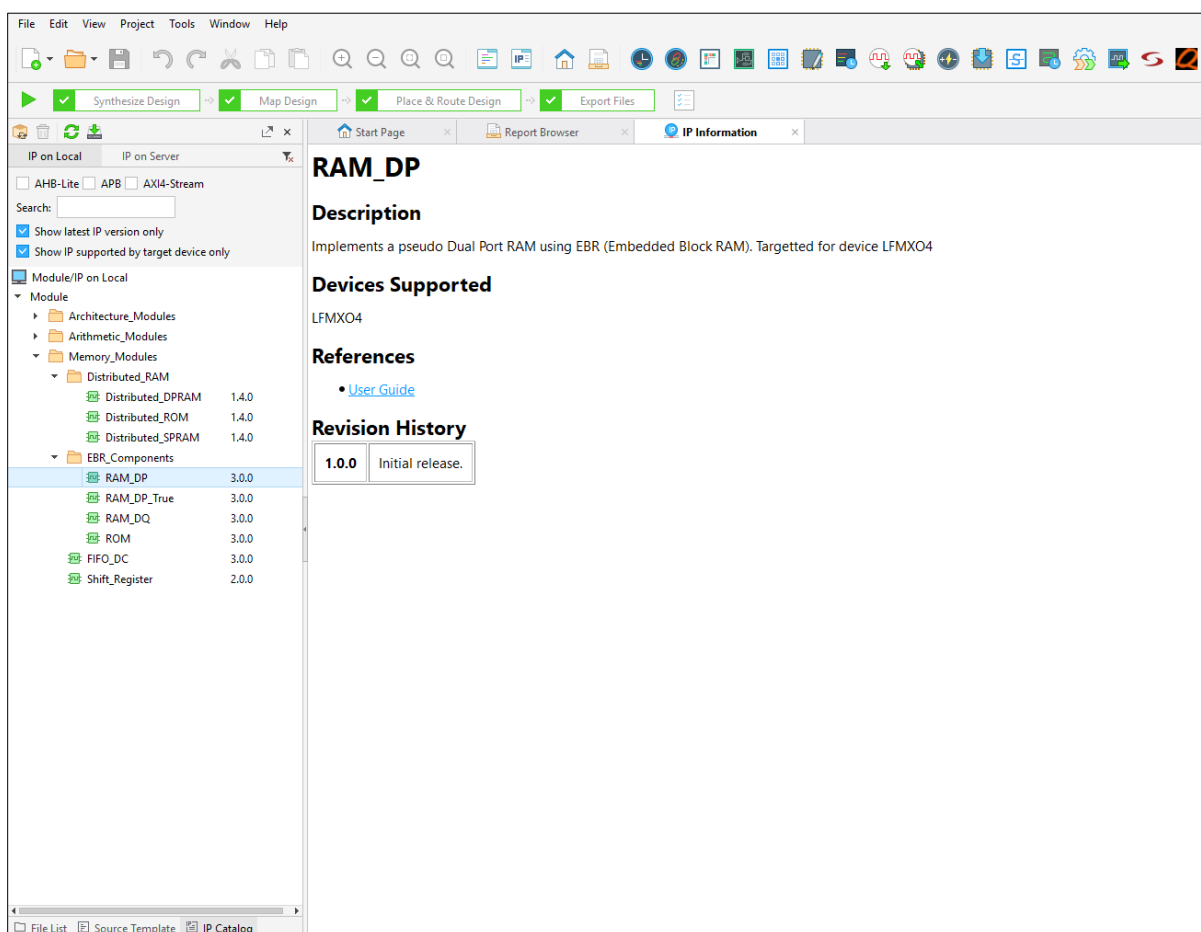 File Edit View Project Tools Window Help
IP
S
Synthesize Design Map Design Place & Route Design Export Files
Start Page Report Browser IP Information
IP on Local IP on Server
AHB-Lite APB AXI4-Stream
Search:
Show latest IP version only
Show IP supported by target device only
Module/IP on Local
Module
Architecture_Modules
Arithmetic_Modules
Memory_Modules
Distributed_RAM
Distributed_DPRAM 1.4.0
Distributed_ROM 1.4.0
Distributed_SPRAM 1.4.0
EBR_Components
RAM_DP 3.0.0
RAM_DP_True 3.0.0
RAM_DQ 3.0.0
ROM 3.0.0
FIFO_DC 3.0.0
Shift_Register 2.0.0
File List Source Template IP Catalog
RAM_DP
Description
Implements a pseudo Dual Port RAM using EBR (Embedded Block RAM). Targetted for device LFMXO4
Devices Supported
LFMXO4
References
User Guide
Revision History
1.0.0 Initial release.